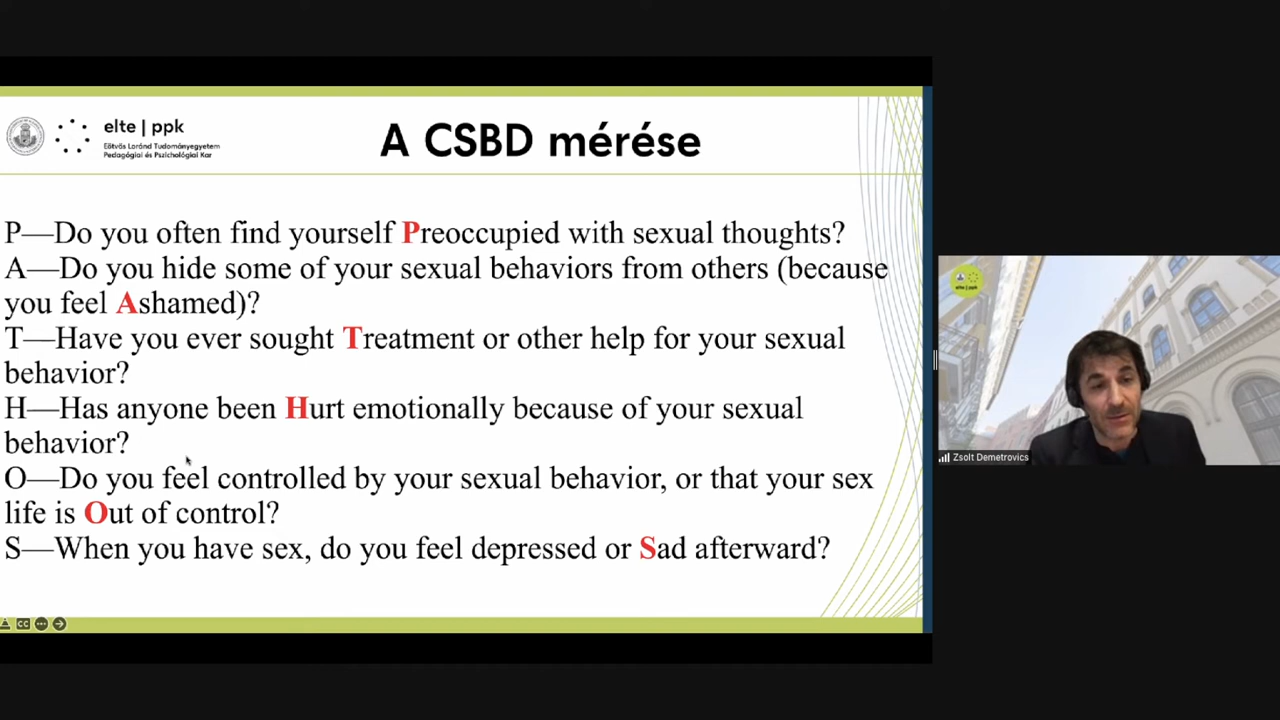 elte | ppk
Eötvös Loránd Tudományegyetem
Pedagógiai és Pszichológiai Kar
A CSBD mérése
P—Do you often find yourself Preoccupied with sexual thoughts?
A—Do you hide some of your sexual behaviors from others (because
you feel Ashamed)?
T—Have you ever sought Treatment or other help for your sexual
behavior?
H—Has anyone been Hurt emotionally because of your sexual
behavior?
O—Do you feel controlled by your sexual behavior, or that your sex
life is Out of control?
S—When you have sex, do you feel depressed or Sad afterward?
CC
elte | ppk
Zsolt Demetrovics